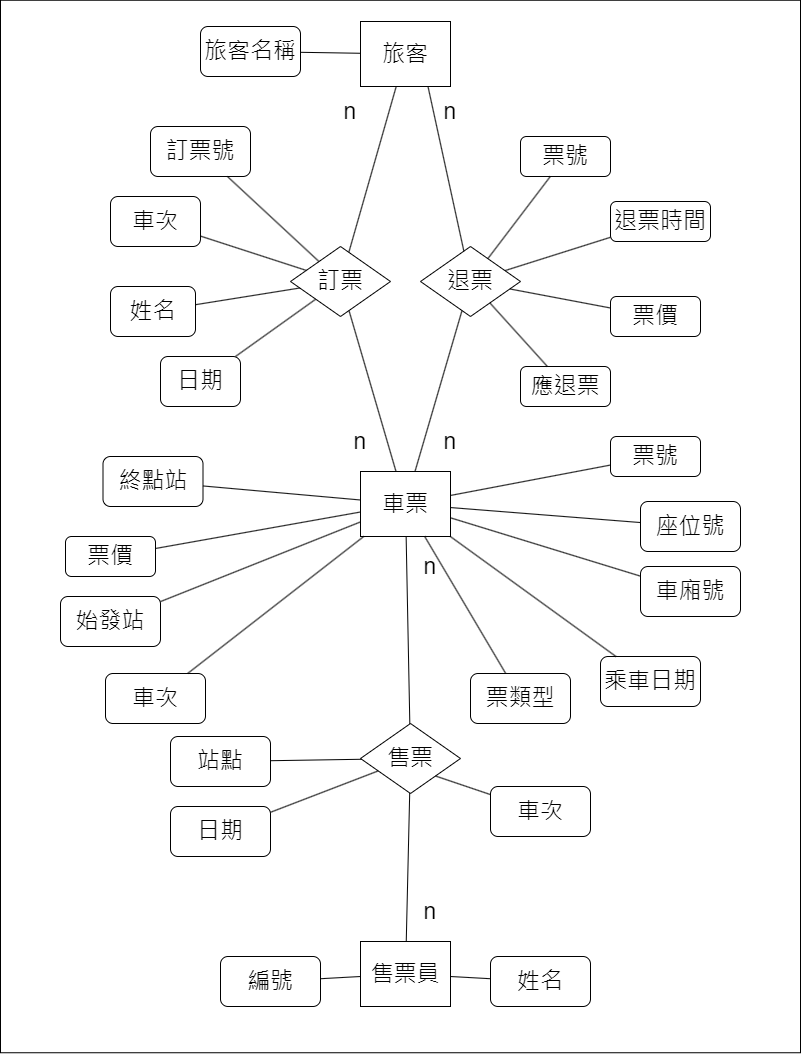 旅客名稱
旅客
n
n
訂票號
票號
車次
退票時間
訂票
退票
姓名
票價
日期
應退票
n
n
終點站
車票
票號
座位號
票價
n
車廂號
始發站
車次
票類型
乘車日期
站點
售票
日期
車次
n
編號
售票員
姓名